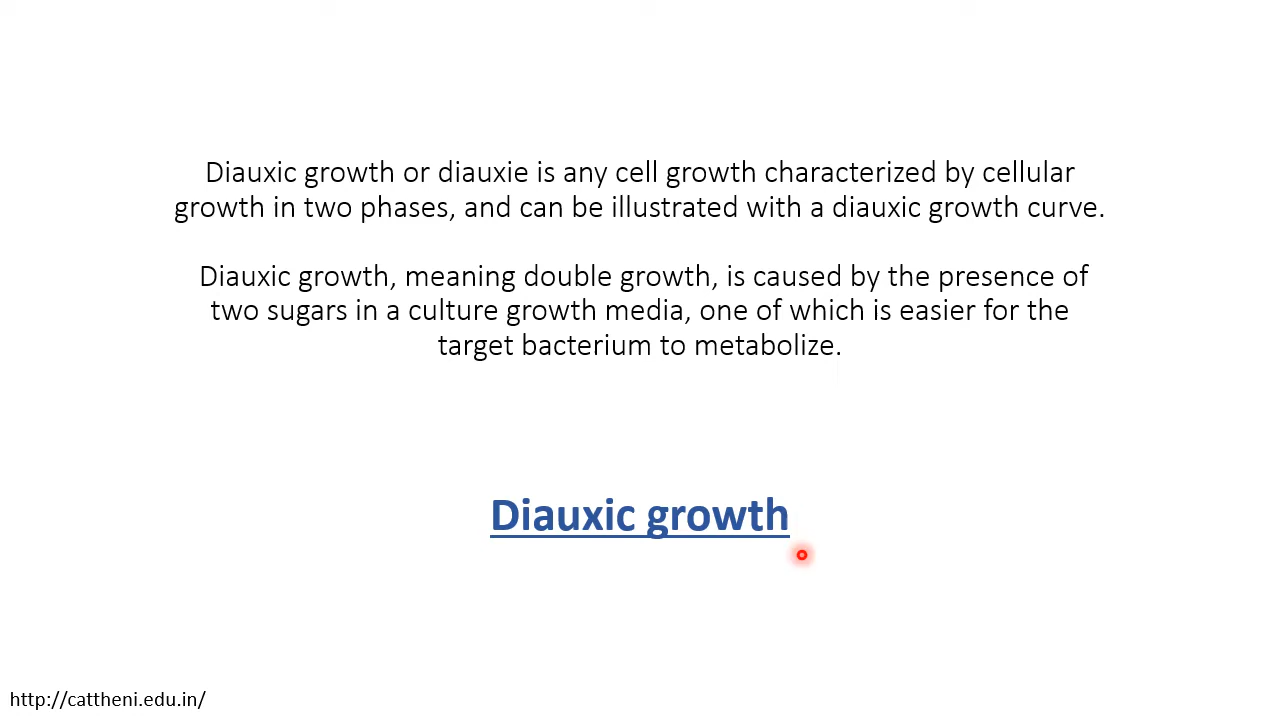 Diauxic growth or diauxie is any cell growth characterized by cellular
growth in two phases, and can be illustrated with a diauxic growth curve.
Diauxic growth, meaning double growth, is caused by the presence of
two sugars in a culture growth media, one of which is easier for the
target bacterium to metabolize.
Diauxic growth
http://cattheni.edu.in/